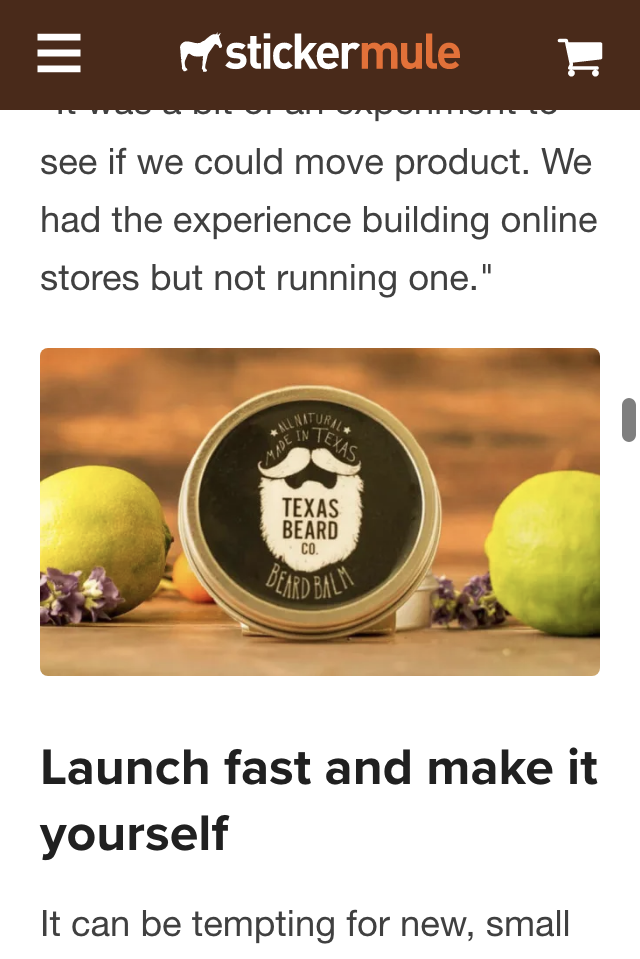 stickermule
see if we could move product. We
had the experience building online
stores but not running one."
★ALL NATURAL★
MADE IN TEXAS
TEXAS
BEARD
CO.
BEARD BALM
Launch fast and make it
yourself
It can be tempting for new, small